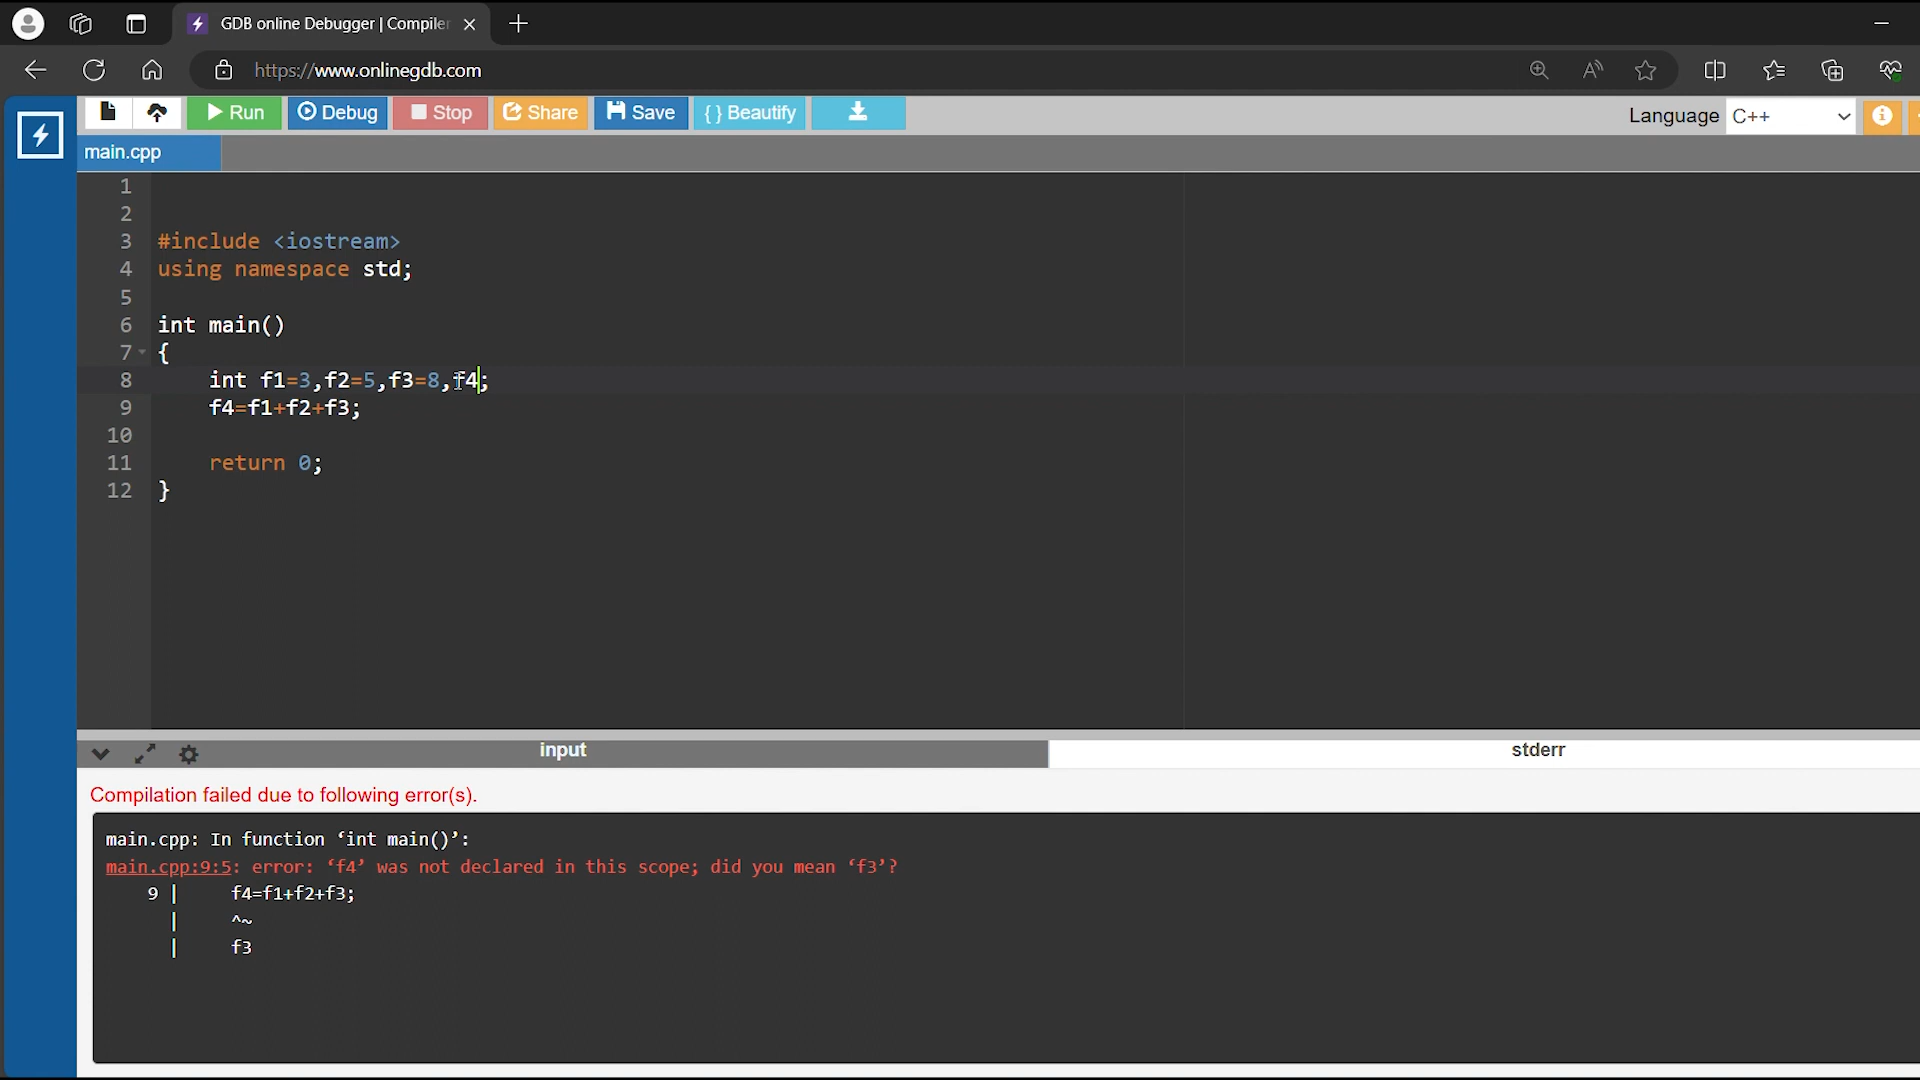 GDB online Debugger | Compiler
https://www.onlinegdb.com
Run Debug Stop Share Save { } Beautify Language C++
main.cpp
1
2
3 #include <iostream>
4 using namespace std;
5
6 int main()
7 {
8 int f1=3,f2=5,f3=8,f4;
9 f4=f1+f2+f3;
10
11 return 0;
12 }
input stderr
Compilation failed due to following error(s).
main.cpp: In function ‘int main()’:
main.cpp:9:5: error: ‘f4’ was not declared in this scope; did you mean ‘f3’?
9 | f4=f1+f2+f3;
| ^~
| f3